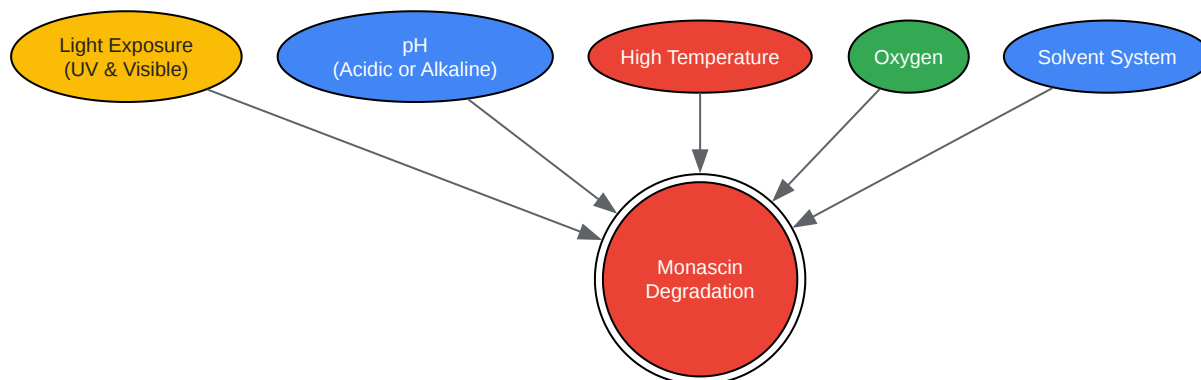 Light Exposure
(UV & Visible)
pH
(Acidic or Alkaline)
High Temperature
Oxygen
Solvent System
Monascin
Degradation